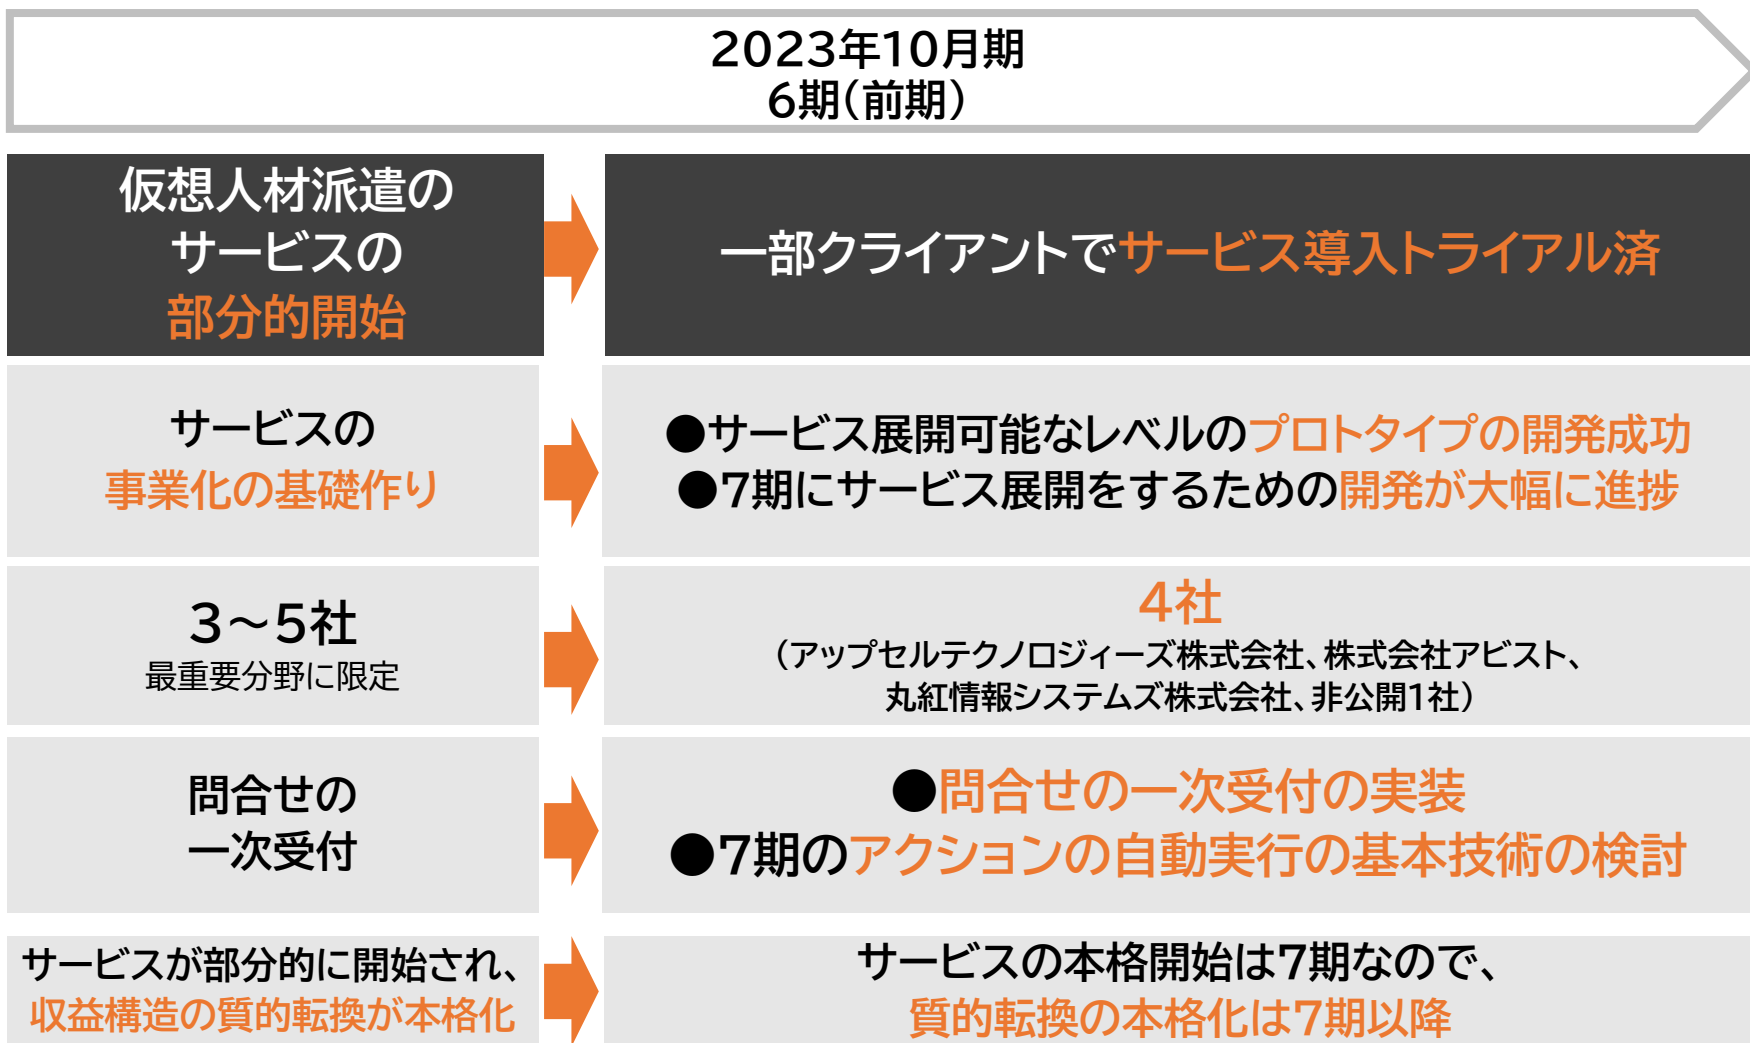 2023年10月期
6期(前期)
仮想人材派遣の
サービスの
部分的開始
一部クライアントでサービス導入トライアル済
サービスの
事業化の基礎作り
●サービス展開可能なレベルのプロトタイプの開発成功
●7期にサービス展開をするための開発が大幅に進捗
3～5社
最重要分野に限定
4社
(アップセルテクノロジィーズ株式会社、株式会社アビスト、
丸紅情報システムズ株式会社、非公開1社)
問合せの
一次受付
●問合せの一次受付の実装
●7期のアクションの自動実行の基本技術の検討
サービスが部分的に開始され、
収益構造の質的転換が本格化
サービスの本格開始は7期なので、
質的転換の本格化は7期以降